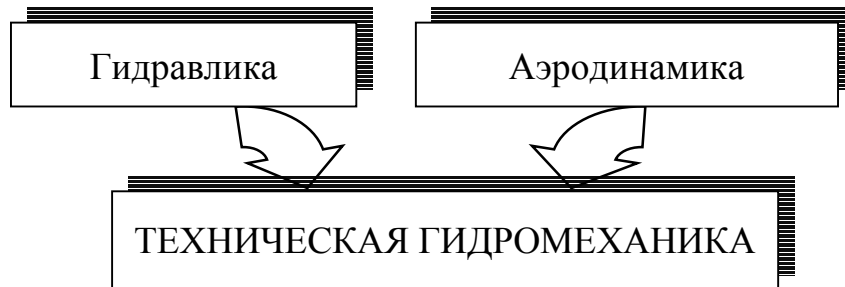 Гидравлика
Аэродинамика
ТЕХНИЧЕСКАЯ ГИДРОМЕХАНИКА